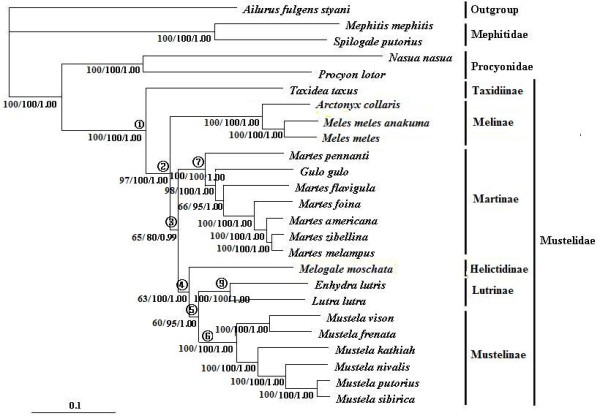 Ailurus fulgens styani Outgroup
Mephitis mephitis
Mephitidae
100/100/1.00 Spilogale putorius
Nasua nasua
Procyonidae
100/100/1.00 Procyon lotor
100/100/1.00
Taxidea taxus Taxidiinae
Arctonyx collaris
① 100/100/1.00 Meles meles anakuma Melinae
100/100/1.00
100/100/1.00 Meles meles
② ⑦ Martes pennanti
97/100/1.00 100/100/1.00 Gulo gulo
98/100/1.00 Martes flavigula
66/95/1.00 Martes foina Martinae
③ 100/100/1.00 Martes americana
65/80/0.99 100/100/1.00 Martes zibellina
Mustelidae
100/100/1.00 Martes melampus
Melogale moschata Helictidinae
④ ⑨ Enhydra lutris
Lutrinae
63/100/1.00 100/100/1.00 Lutra lutra
⑤ Mustela vison
60/95/1.00
⑥ 100/100/1.00 Mustela frenata
100/100/1.00 Mustela kathiah Mustelinae
100/100/1.00 Mustela nivalis
100/100/1.00 Mustela putorius
100/100/1.00 Mustela sibirica
0.1